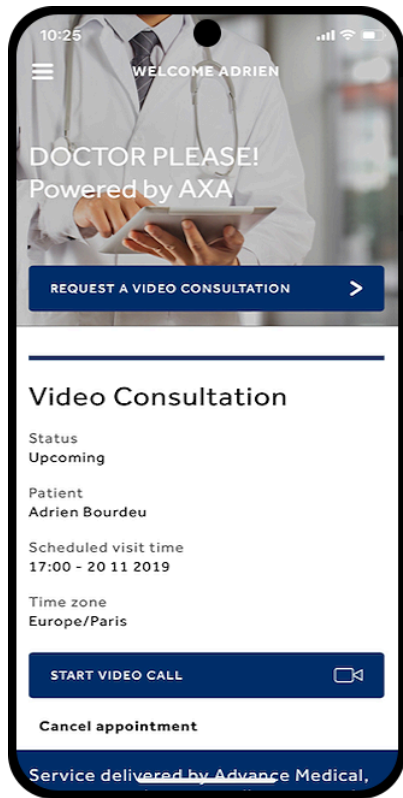 10:25
WELCOME ADRIEN
DOCTOR PLEASE!
Powered by AXA
REQUEST A VIDEO CONSULTATION
Video Consultation
Status
Upcoming
Patient
Adrien Bourdeu
Scheduled visit time
17:00 - 20 11 2019
Time zone
Europe/Paris
START VIDEO CALL
Cancel appointment
Service delivered by Advance Medical,